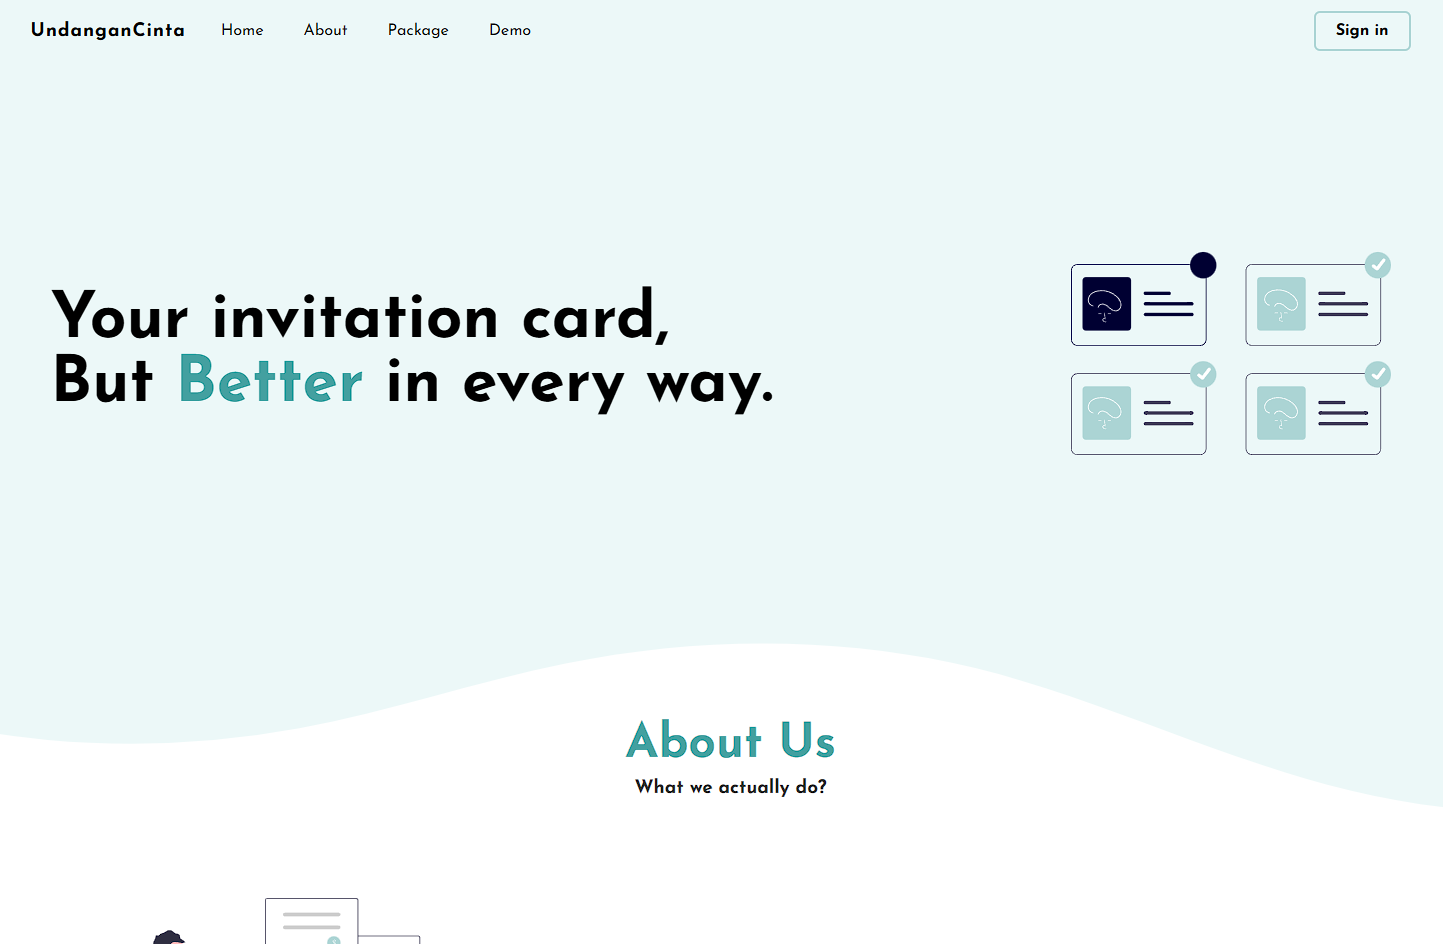 UndanganCinta Home About Package Demo Sign in
Your invitation card,
But Better in every way.
About Us
What we actually do?